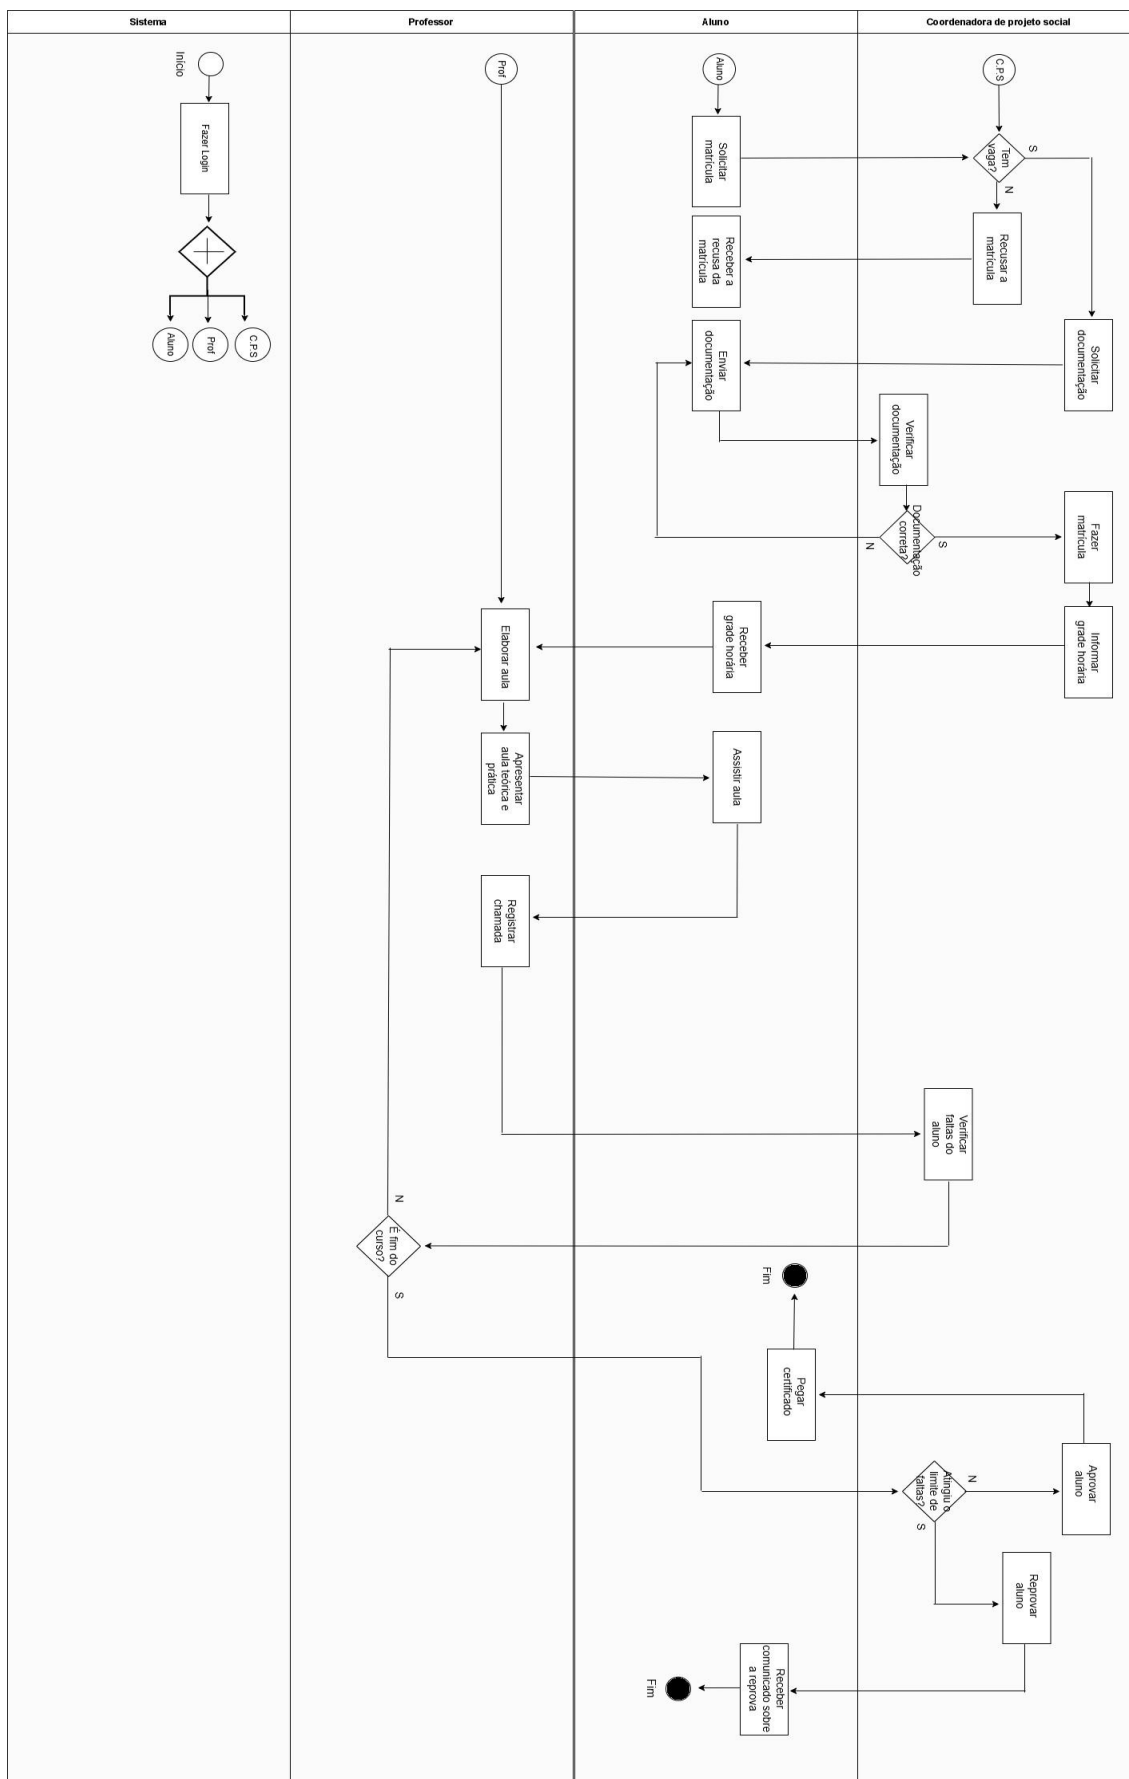 Sistema
Professor
Aluno
Coordenadora de projeto social
Início
Fazer Login
Aluno
Prof
C.P.S
Prof
Aluno
C.P.S
Solicitar
matrícula
Tem
vaga?
S
N
Recusar a
matrícula
Receber a
recusa da
matrícula
Solicitar
documentação
Enviar
documentação
Verificar
documentação
Documentação
correta?
S
N
Fazer
matrícula
Informar
grade horária
Receber
grade horária
Elaborar aula
Apresentar
aula teórica e
prática
Assistir aula
Registrar
chamada
Verificar
faltas do
aluno
É fim do
curso?
N
S
Atingiu o
limite de
faltas?
N
S
Aprovar
aluno
Pegar
certificado
Fim
Reprovar
aluno
Receber
comunicado sobre
a reprova
Fim